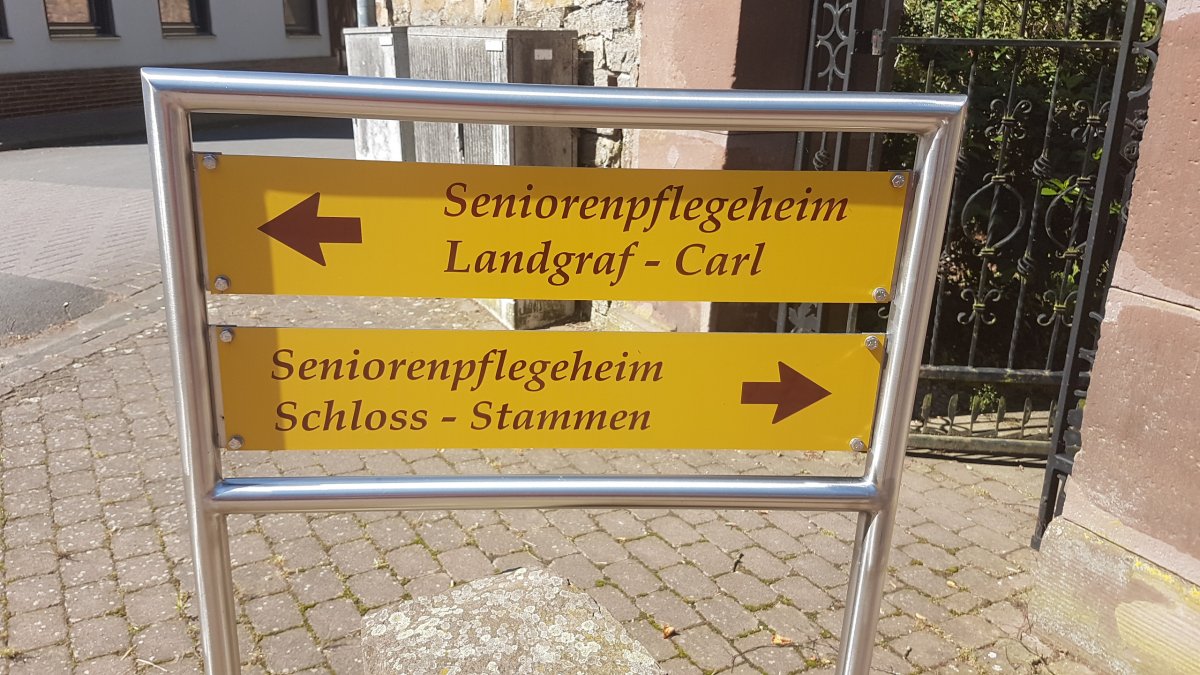 Seniorenpflegeheim
Landgraf - Carl
Seniorenpflegeheim
Schloss - Stammen